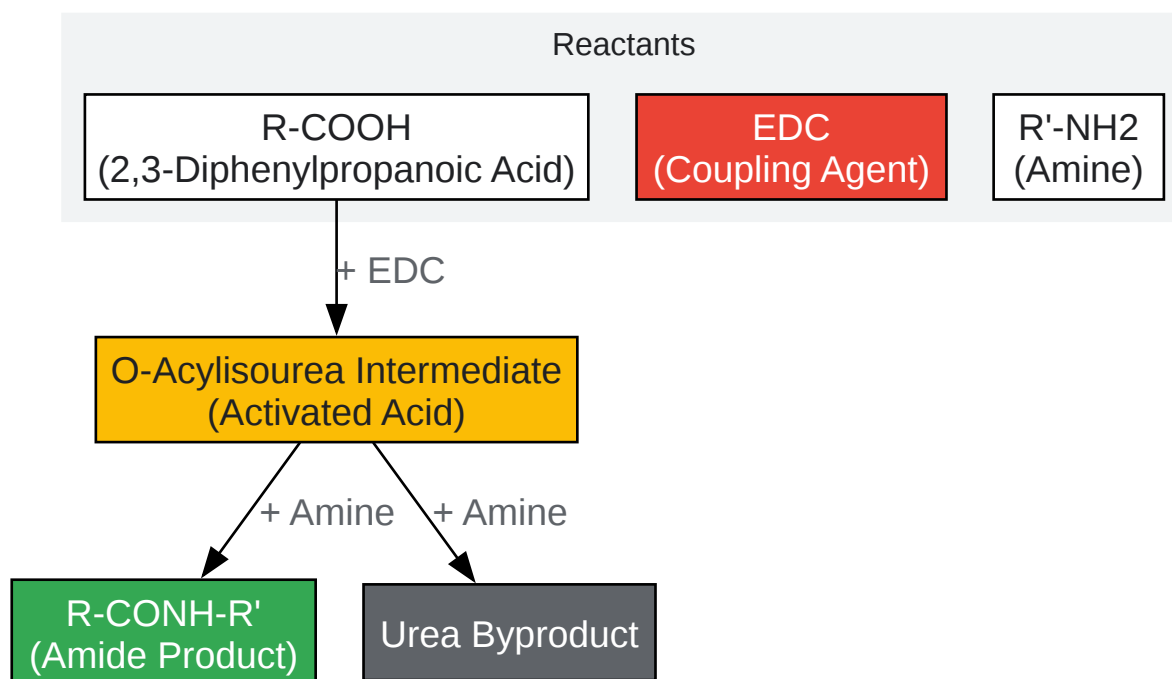 Reactants
R-COOH
(2,3-Diphenylpropanoic Acid)
EDC
(Coupling Agent)
R'-NH2
(Amine)
+ EDC
O-Acylisourea Intermediate
(Activated Acid)
+ Amine
+ Amine
R-CONH-R'
(Amide Product)
Urea Byproduct